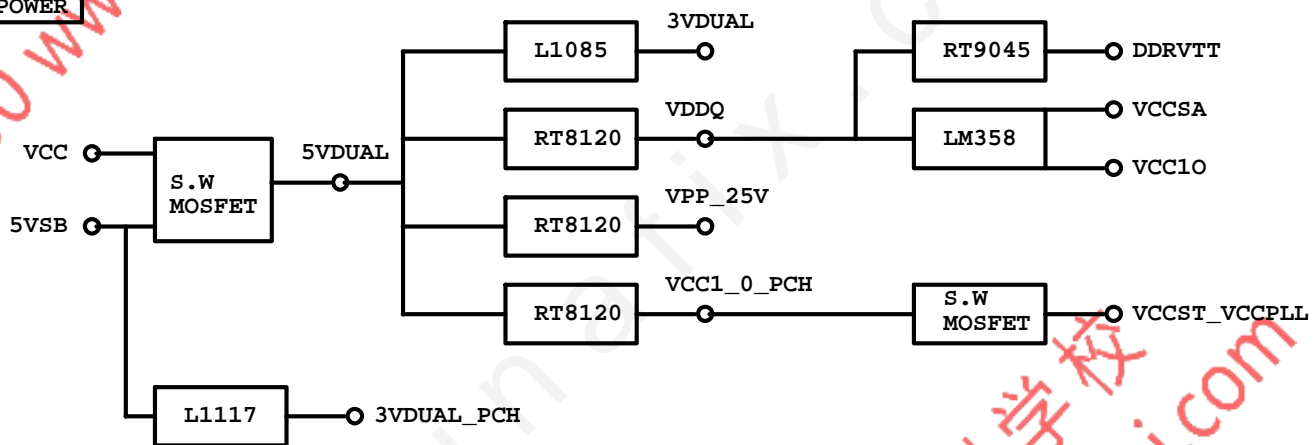 POWER
3VDUAL
L1085
RT9045
DDRVTT
VDDQ
VCCSA
RT8120
LM358
VCC
5VDUAL
VCC1O
S.W
MOSFET
VPP_25V
5VSB
RT8120
VCC1_0_PCH
RT8120
S.W
MOSFET
VCCST_VCCPLL
L1117
3VDUAL_PCH